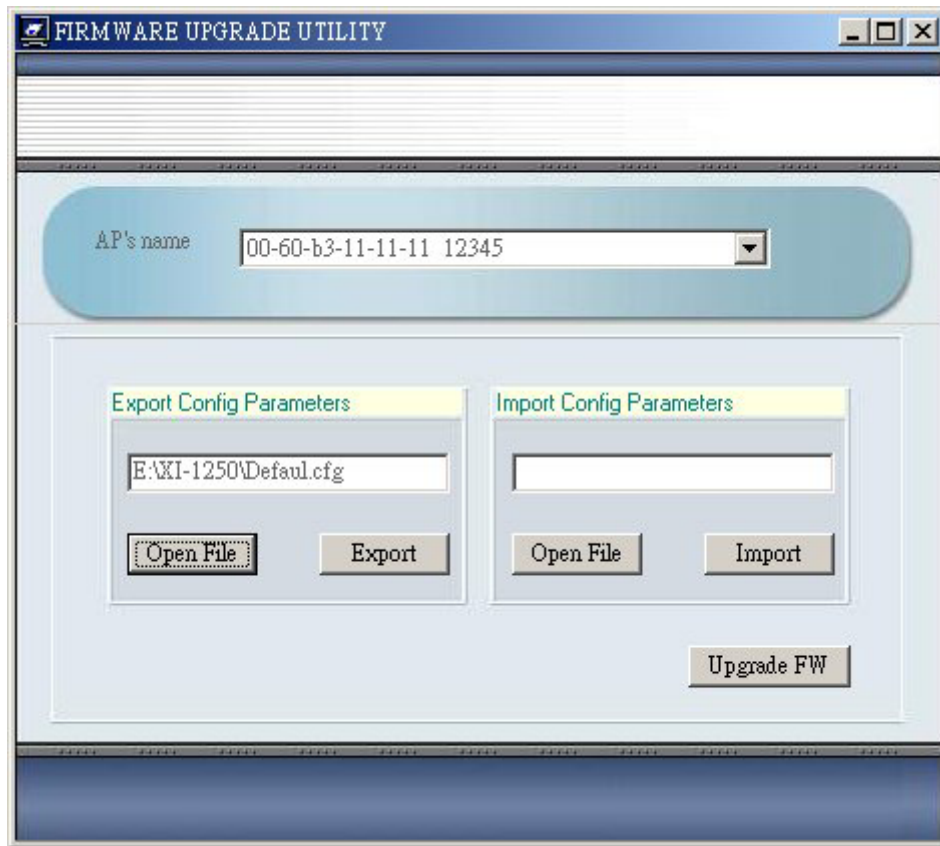 FIRMWARE UPGRADE UTILITY
AP's name
00-60-b3-11-11-11 12345
Export Config Parameters
Import Config Parameters
E:\XI-1250\Defaul.cfg
Open File
Export
Open File
Import
Upgrade FW